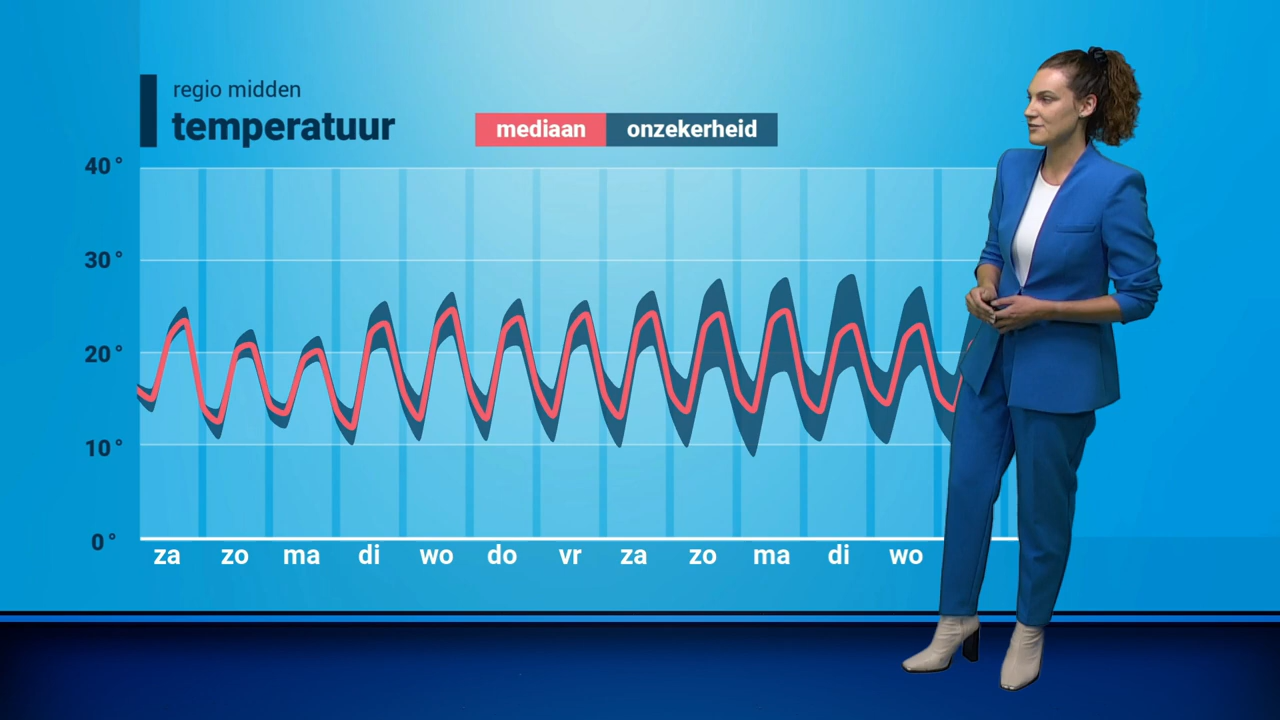 regio midden
temperatuur
mediaan onzekerheid
40°
30°
20°
10°
0°
za zo ma di wo do vr za zo ma di wo